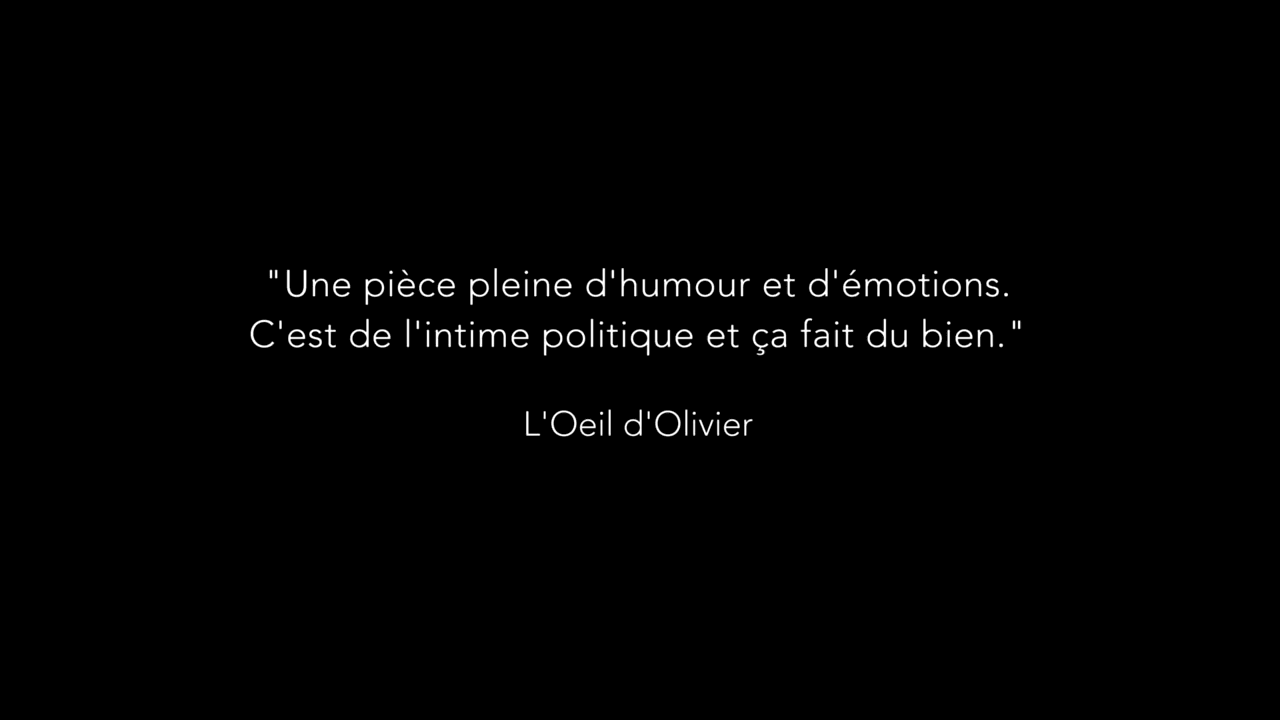 "Une pièce pleine d'humour et d'émotions.
C'est de l'intime politique et ça fait du bien."
L'Oeil d'Olivier